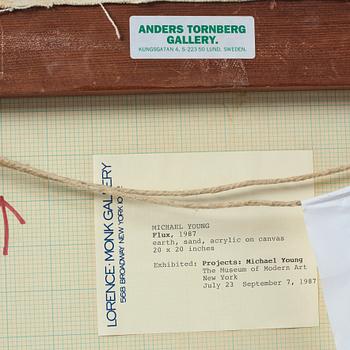 ANDERS TORNBERG
GALLERY.
KUNGSGATAN 4, S-223 50 LUND. SWEDEN.
LORENCE·MONK GALLERY
568 BROADWAY NEW YORK
MICHAEL YOUNG
Flux, 1987
earth, sand, acrylic on canvas
20 x 20 inches
Exhibited: Projects: Michael Young
The Museum of Modern Art
New York
July 23 September 7, 1987